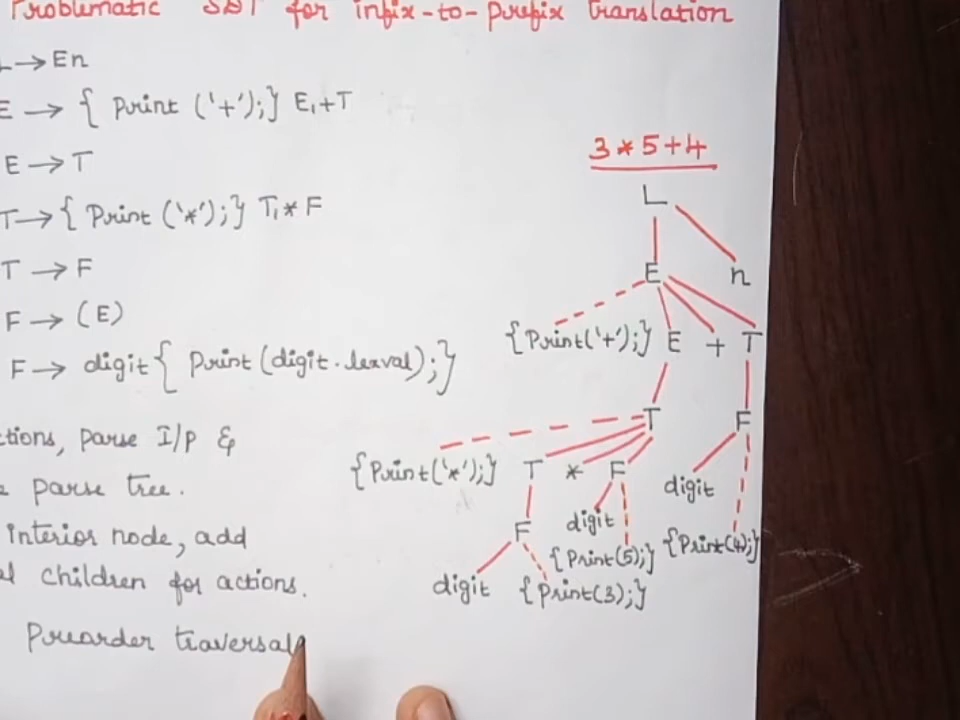 Problematic SDT for infix-to-prefix translation
L → En
E → { Print ('+');} E₁+T
E → T
T → { Print ('*');} T₁*F
T → F
F → (E)
F → digit { Print (digit.lexval);}
parse I/p &
parse tree.
interior node, add
children for actions.
Preorder traversal
3*5+4
L
E n
{Print('+');} E + T
T F
{Print('*');} T * F digit
F digit {Print(5);} {Print(4);}
digit {Print(3);}